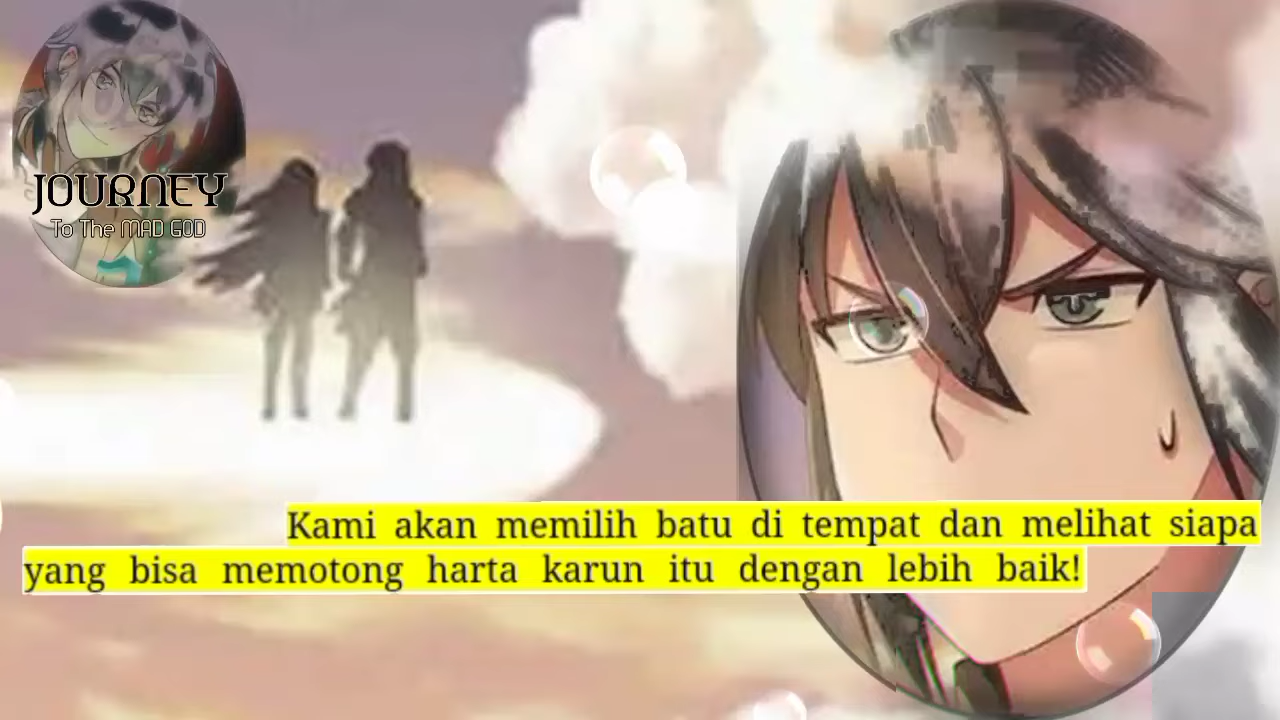 JOURNEY
To The MAD GOD
Kami akan memilih batu di tempat dan melihat siapa
yang bisa memotong harta karun itu dengan lebih baik!